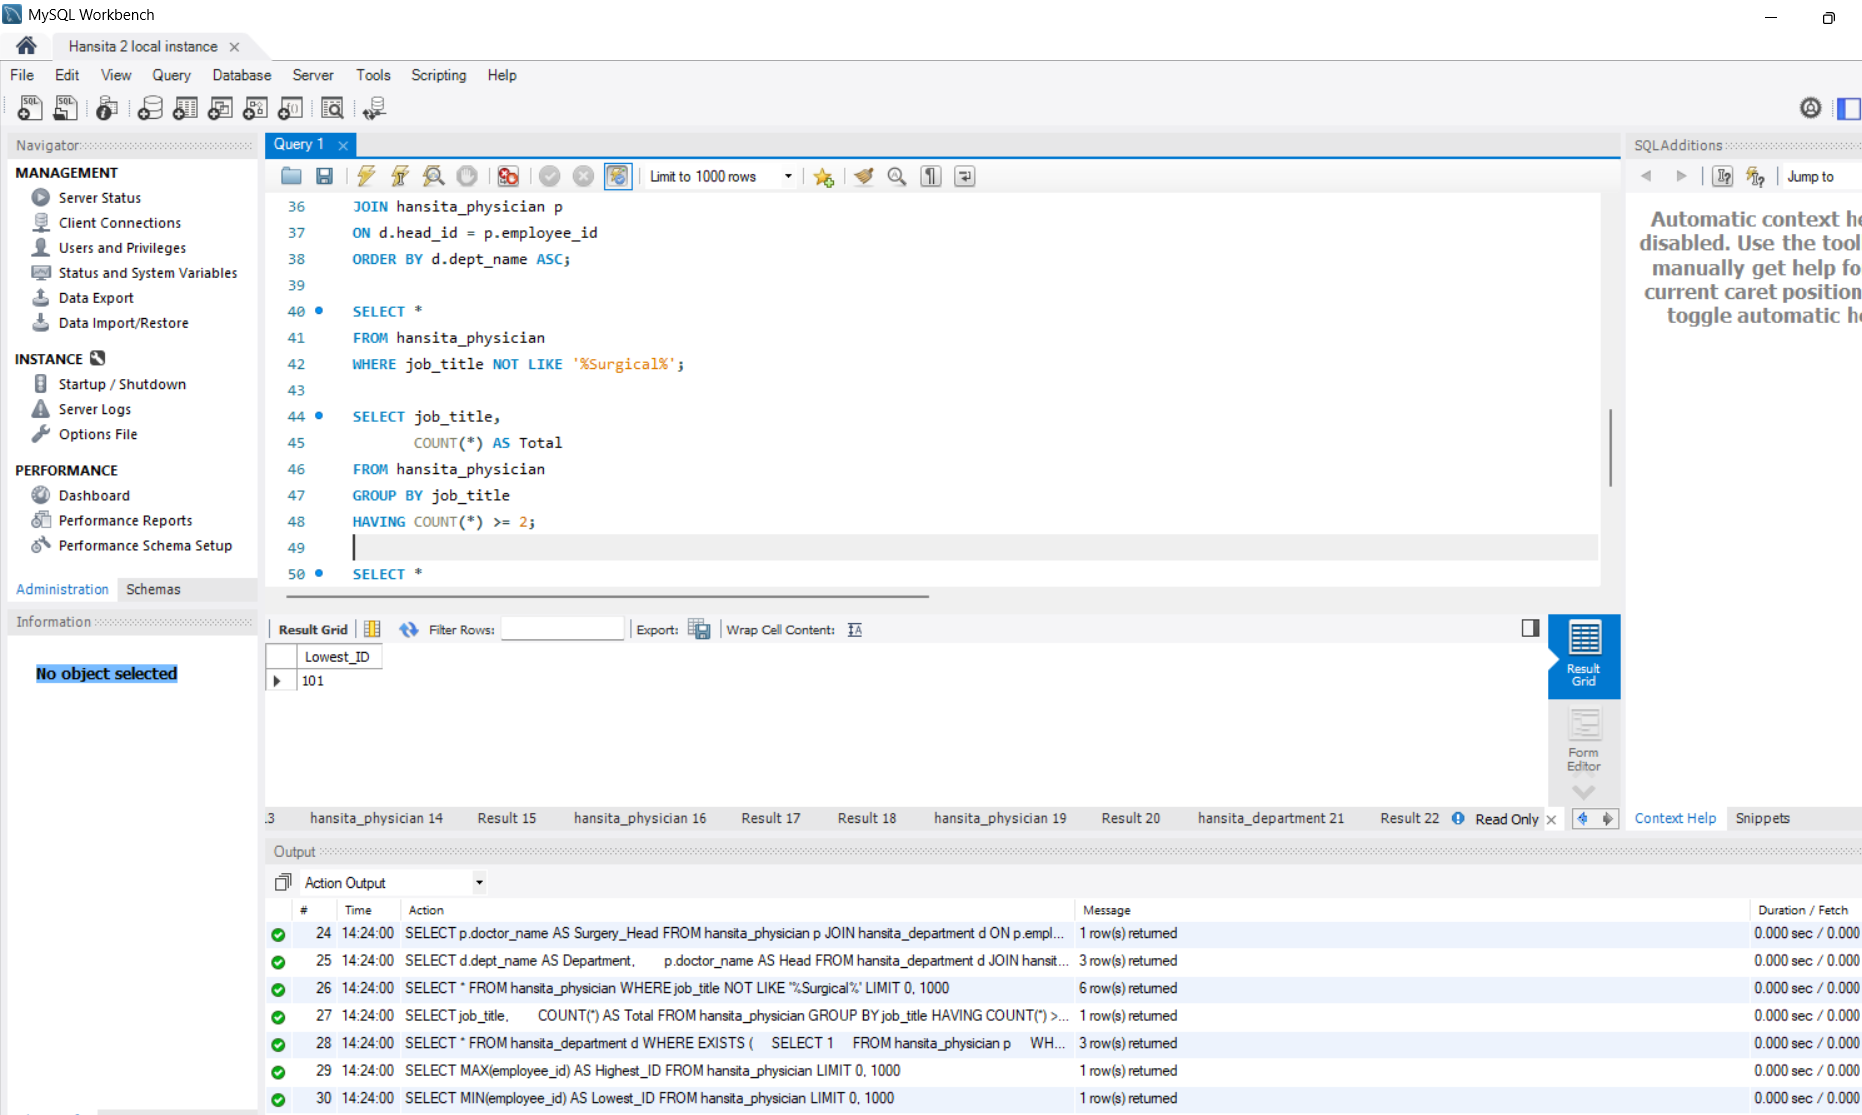 MySQL Workbench
Hansita 2 local instance
File Edit View Query Database Server Tools Scripting Help
Navigator
MANAGEMENT
Server Status
Client Connections
Users and Privileges
Status and System Variables
Data Export
Data Import/Restore
INSTANCE
Startup / Shutdown
Server Logs
Options File
PERFORMANCE
Dashboard
Performance Reports
Performance Schema Setup
Administration Schemas
Information
No object selected
Query 1
Limit to 1000 rows
36 JOIN hansita_physician p
37 ON d.head_id = p.employee_id
38 ORDER BY d.dept_name ASC;
39
40 SELECT *
41 FROM hansita_physician
42 WHERE job_title NOT LIKE '%Surgical%';
43
44 SELECT job_title,
45 COUNT(*) AS Total
46 FROM hansita_physician
47 GROUP BY job_title
48 HAVING COUNT(*) >= 2;
49
50 SELECT *
Result Grid Filter Rows: Export: Wrap Cell Content:
Lowest_ID
101
Result Grid
Form Editor
.3 hansita_physician 14 Result 15 hansita_physician 16 Result 17 Result 18 hansita_physician 19 Result 20 hansita_department 21 Result 22 Read Only
SQLAdditions
Jump to
Automatic context he
disabled. Use the tool
manually get help fo
current caret position
toggle automatic he
Context Help Snippets
Output
Action Output
# Time Action Message Duration / Fetch
24 14:24:00 SELECT p.doctor_name AS Surgery_Head FROM hansita_physician p JOIN hansita_department d ON p.empl... 1 row(s) returned 0.000 sec / 0.000
25 14:24:00 SELECT d.dept_name AS Department, p.doctor_name AS Head FROM hansita_department d JOIN hansit... 3 row(s) returned 0.000 sec / 0.000
26 14:24:00 SELECT * FROM hansita_physician WHERE job_title NOT LIKE '%Surgical%' LIMIT 0, 1000 6 row(s) returned 0.000 sec / 0.000
27 14:24:00 SELECT job_title, COUNT(*) AS Total FROM hansita_physician GROUP BY job_title HAVING COUNT(*) >... 1 row(s) returned 0.000 sec / 0.000
28 14:24:00 SELECT * FROM hansita_department d WHERE EXISTS ( SELECT 1 FROM hansita_physician p WH... 3 row(s) returned 0.000 sec / 0.000
29 14:24:00 SELECT MAX(employee_id) AS Highest_ID FROM hansita_physician LIMIT 0, 1000 1 row(s) returned 0.000 sec / 0.000
30 14:24:00 SELECT MIN(employee_id) AS Lowest_ID FROM hansita_physician LIMIT 0, 1000 1 row(s) returned 0.000 sec / 0.000